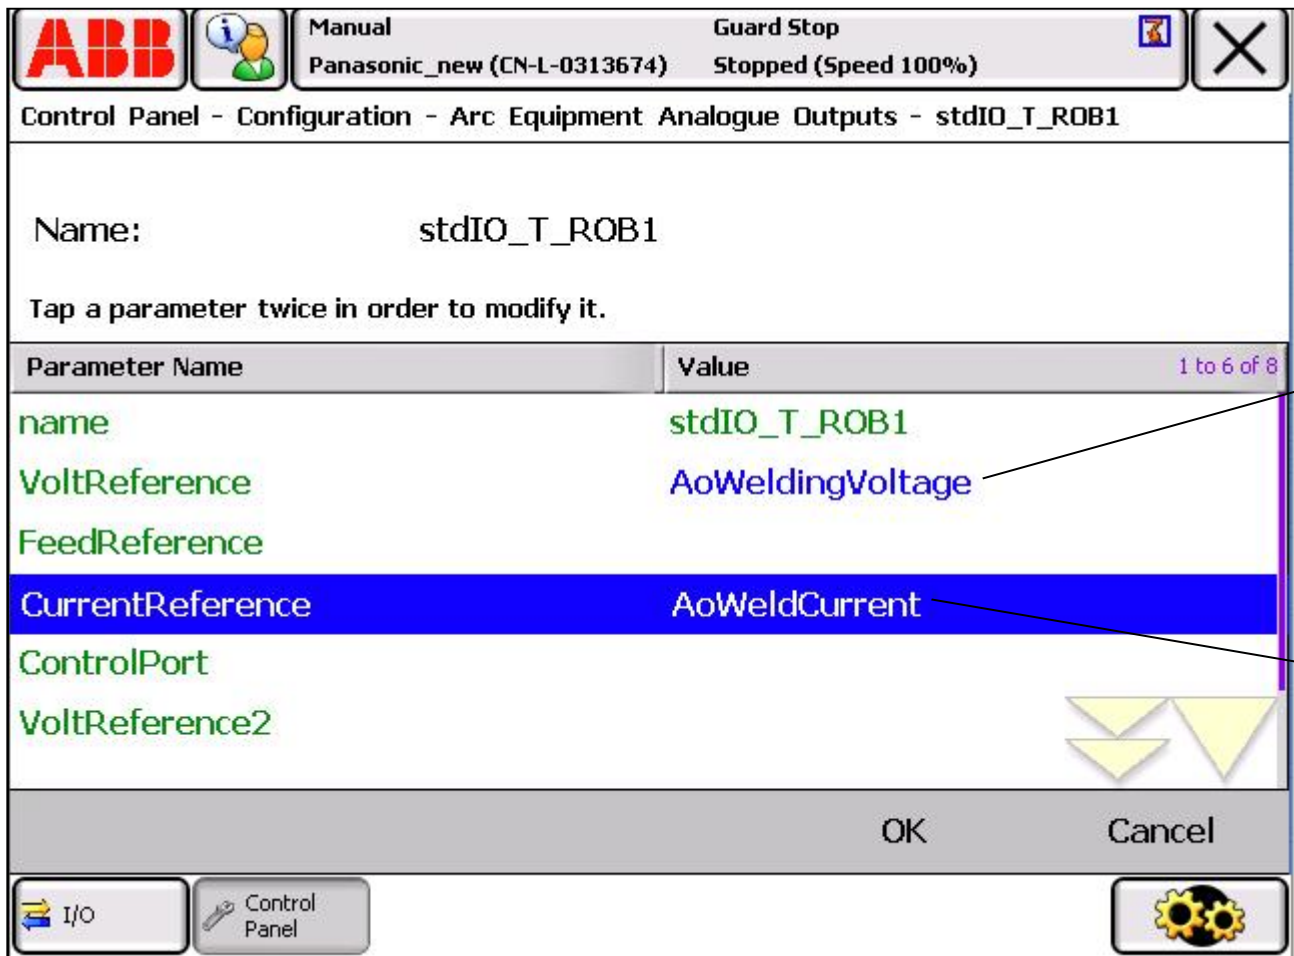 ABB
Manual Guard Stop
Panasonic_new (CN-L-0313674) Stopped (Speed 100%)
Control Panel - Configuration - Arc Equipment Analogue Outputs - stdIO_T_ROB1
Name: stdIO_T_ROB1
Tap a parameter twice in order to modify it.
Parameter Name Value 1 to 6 of 8
name stdIO_T_ROB1
VoltReference AoWeldingVoltage
FeedReference
CurrentReference AoWeldCurrent
ControlPort
VoltReference2
OK Cancel
I/O Control
Panel